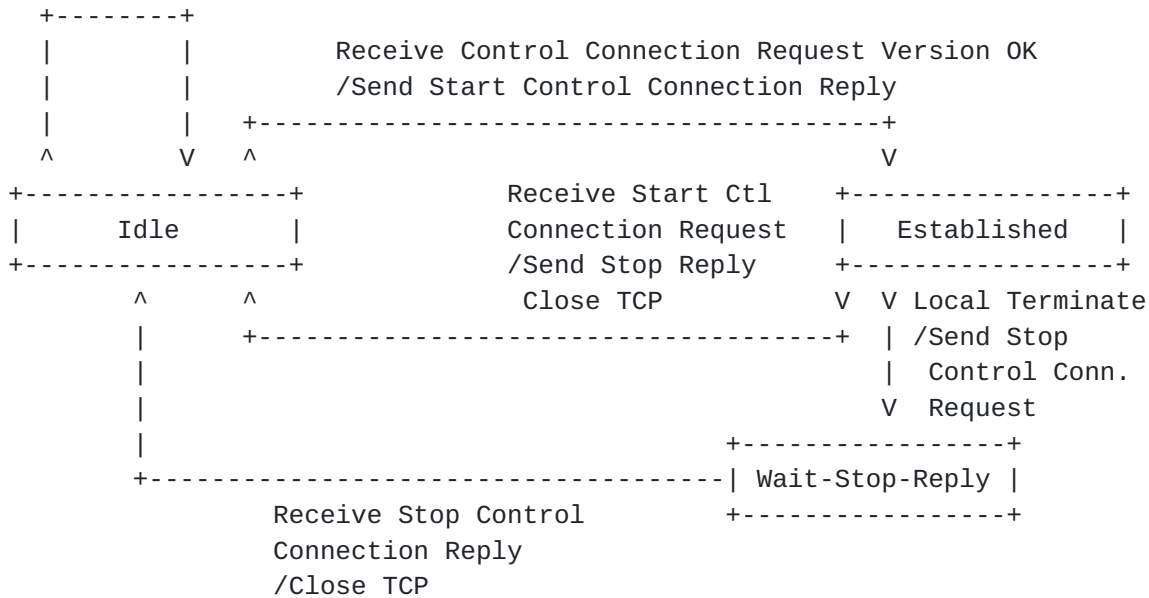 Receive Control Connection Request Version OK
/Send Start Control Connection Reply
Receive Start Ctl
Idle
Connection Request
Established
/Send Stop Reply
Close TCP
Local Terminate
/Send Stop
Control Conn.
Request
Wait-Stop-Reply
Receive Stop Control
Connection Reply
/Close TCP